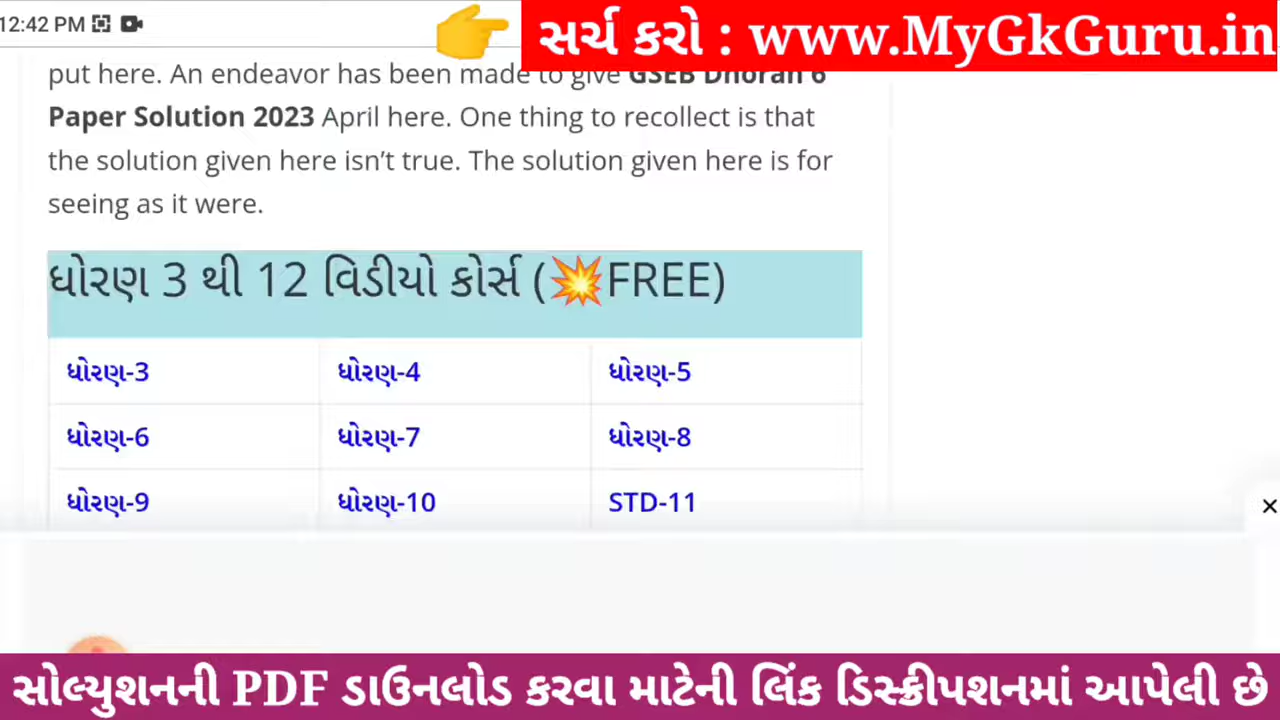 12:42 PM
સર્ચ કરો : www.MyGkGuru.in
put here. An endeavor has been made to give GSEB Dhoran 6
Paper Solution 2023 April here. One thing to recollect is that
the solution given here isn’t true. The solution given here is for
seeing as it were.
ધોરણ 3 થી 12 વિડીયો કોર્સ (💥FREE)
ધોરણ-3 ધોરણ-4 ધોરણ-5
ધોરણ-6 ધોરણ-7 ધોરણ-8
ધોરણ-9 ધોરણ-10 STD-11
સોલ્યુશનની PDF ડાઉનલોડ કરવા માટેની લિંક ડિસ્ક્રીપશનમાં આપેલી છે